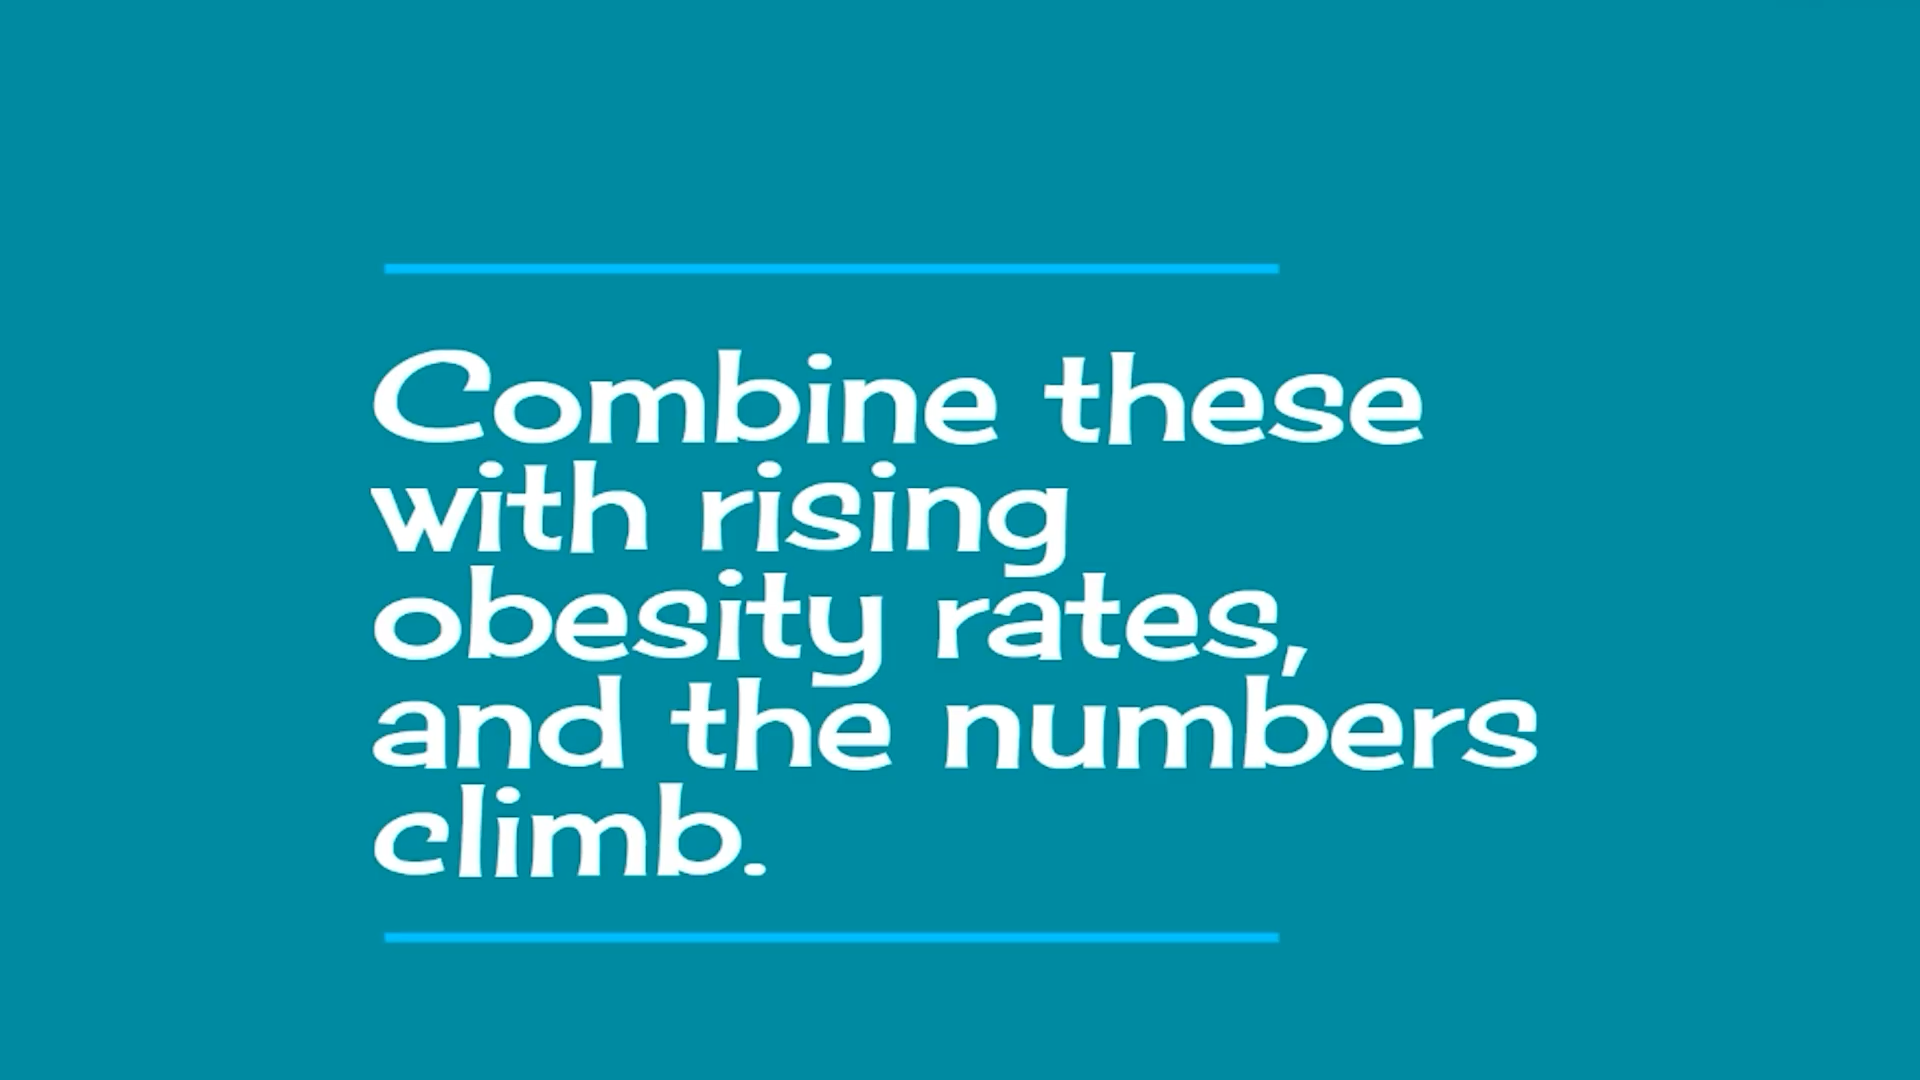 Combine these
with rising
obesity rates,
and the numbers
climb.